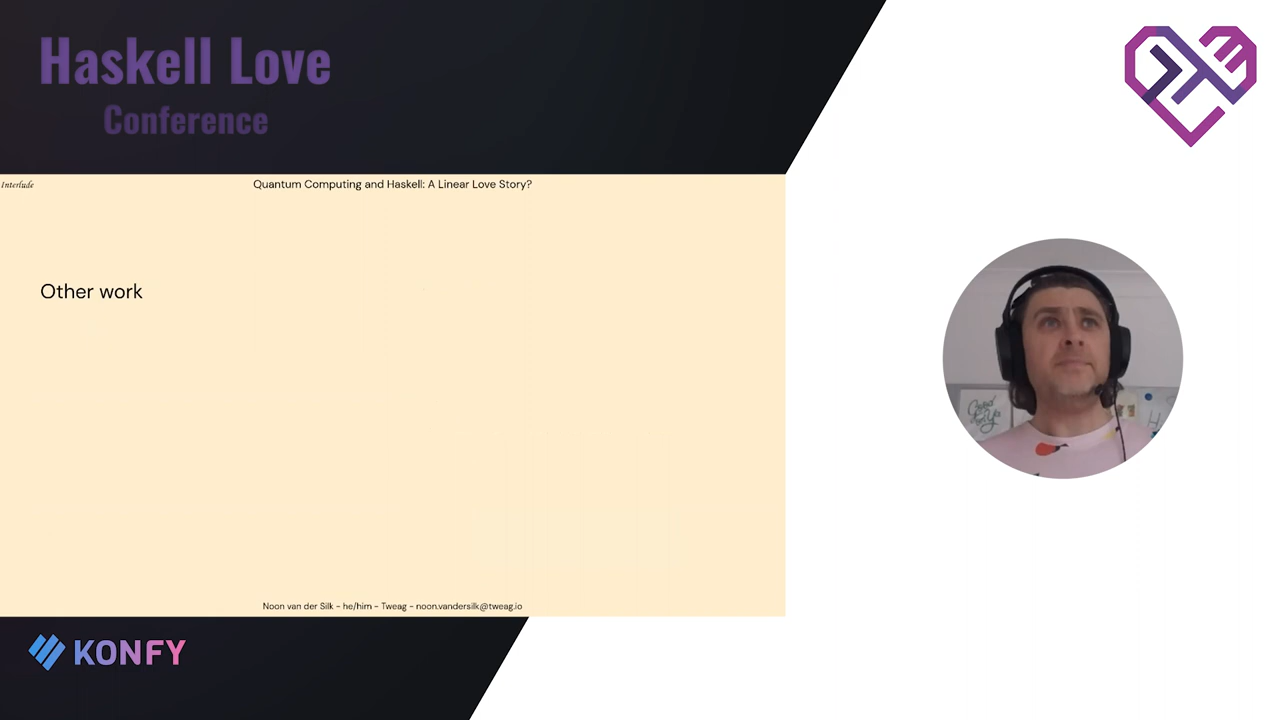 Haskell Love
Conference
Interlude
Quantum Computing and Haskell: A Linear Love Story?
Other work
Noon van der Silk - he/him - Tweag - noon.vandersilk@tweag.io
KONFY